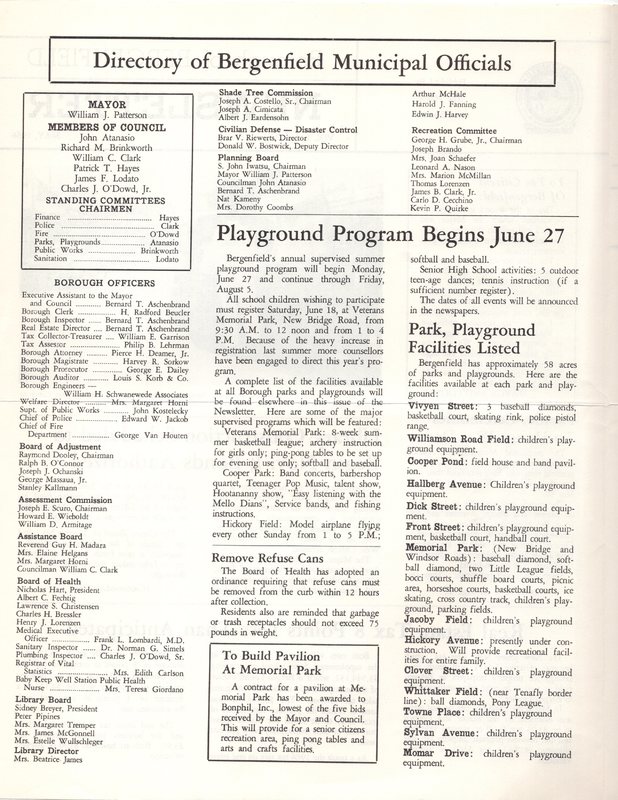 Directory of Bergenfield Municipal Officials
MAYOR
William J. Patterson
MEMBERS OF COUNCIL
John Atanasio
Richard M. Brinkworth
William C. Clark
Patrick T. Hayes
James F. Lodato
Charles J. O'Dowd, Jr.
STANDING COMMITTEES
CHAIRMEN
Finance ........ Hayes
Police ........ Clark
Fire ........ O'Dowd
Parks, Playgrounds ........ Atanasio
Public Works ........ Brinkworth
Sanitation ........ Lodato
BOROUGH OFFICERS
Executive Assistant to the Mayor
and Council ........ Bernard T. Aschenbrand
Borough Clerk ........ H. Radford Beucler
Borough Inspector ..... Bernard T. Aschenbrand
Real Estate Director .... Bernard T. Aschenbrand
Tax Collector-Treasurer .... William E. Garrison
Tax Assessor ........ Philip B. Lehrman
Borough Attorney ........ Pierce H. Deamer, Jr.
Borough Magistrate ........ Harvey R. Sorkow
Borough Prorecutor ........ George E. Dailey
Borough Auditor ........ Louis S. Korb & Co.
Borough Engineers —
William H. Schwanewede Associates
Welfare Director ........ Mrs. Margaret Horni
Supt. of Public Works ........ John Kostelecky
Chief of Police ........ Edward W. Jackob
Chief of Fire
Department ........ George Van Houten
Board of Adjustment
Raymond Dooley, Chairman
Ralph B. O'Connor
Joseph J. Ochanski
George Massaua, Jr.
Stanley Kallmann
Assessment Commission
Joseph E. Scuro, Chairman
Howard E. Wieboldt
William D. Armitage
Assistance Board
Reverend Guy H. Madara
Mrs. Elaine Helgans
Mrs. Margaret Horni
Councilman William C. Clark
Board of Health
Nicholas Hart, President
Albert C. Fechtig
Lawrence S. Christensen
Charles H. Bressler
Henry J. Lorenzen
Medical Executive
Officer ........ Frank L. Lombardi, M.D.
Sanitary Inspector ...... Dr. Norman G. Simels
Plumbing Inspector .... Charles J. O'Dowd, Sr.
Registrar of Vital
Statistics ........ Mrs. Edith Carlson
Baby Keep Well Station Public Health
Nurse ........ Mrs. Teresa Giordano
Library Board
Sidney Breyer, President
Peter Pipines
Mrs. Margaret Tremper
Mrs. James McGonnell
Mrs. Estelle Wullschleger
Library Director
Mrs. Beatrice James
Shade Tree Commission
Joseph A. Costello, Sr., Chairman
Joseph A. Cimicata
Albert J. Eardensohn
Civilian Defense — Disaster Control
Brar V. Riewerts, Director
Donald W. Bostwick, Deputy Director
Planning Board
S. John Iwatsu, Chairman
Mayor William J. Patterson
Councilman John Atanasio
Bernard T. Aschenbrand
Nat Kameny
Mrs. Dorothy Coombs
Arthur McHale
Harold J. Fanning
Edwin J. Harvey
Recreation Committee
George H. Grube, Jr., Chairman
Joseph Brando
Mrs. Joan Schaefer
Leonard A. Nason
Mrs. Marion McMillan
Thomas Lorenzen
James B. Clark, Jr.
Carlo D. Cecchino
Kevin P. Quirke
Playground Program Begins June 27
Bergenfield's annual supervised summer
playground program will begin Monday,
June 27 and continue through Friday,
August 5.
All school children wishing to participate
must register Saturday, June 18, at Veterans
Memorial Park, New Bridge Road, from
9:30 A.M. to 12 noon and from 1 to 4
P.M. Because of the heavy increase in
registration last summer more counsellors
have been engaged to direct this year's pro-
gram.
A complete list of the facilities available
at all Borough parks and playgrounds will
be found elsewhere in this issue of the
Newsletter. Here are some of the major
supervised programs which will be featured:
Veterans Memorial Park: 8-week sum-
mer basketball league; archery instruction
for girls only; ping-pong tables to be set up
for evening use only; softball and baseball.
Cooper Park: Band concerts, barbershop
quartet, Teenager Pop Music, talent show,
Hootananny show, "Easy listening with the
Mello Dians", Service bands, and fishing
instructions.
Hickory Field: Model airplane flying
every other Sunday from 1 to 5 P.M.;
softball and baseball.
Senior High School activities: 5 outdoor
teen-age dances; tennis instruction (if a
sufficient number register).
The dates of all events will be announced
in the newspapers.
Remove Refuse Cans
The Board of Health has adopted an
ordinance requiring that refuse cans must
be removed from the curb within 12 hours
after collection.
Residents also are reminded that garbage
or trash receptacles should not exceed 75
pounds in weight.
To Build Pavilion
At Memorial Park
A contract for a pavilion at Me-
morial Park has been awarded to
Bonphil, Inc., lowest of the five bids
received by the Mayor and Council.
This will provide for a senior citizens
recreation area, ping pong tables and
arts and crafts facilities.
Park, Playground
Facilities Listed
Bergenfield has approximately 58 acres
of parks and playgrounds. Here are the
facilities available at each park and play-
ground:
Vivyen Street: 3 baseball diamonds,
basketball court, skating rink, police pistol
range.
Williamson Road Field: children's play-
ground equipment.
Cooper Pond: field house and band pavil-
ion.
Hallberg Avenue: Children's playground
equipment.
Dick Street: children's playground equip-
ment.
Front Street: children's playground equip-
ment, basketball court, handball court.
Memorial Park: (New Bridge and
Windsor Roads): baseball diamond, soft-
ball diamond, two Little League fields,
bocci courts, shuffle board courts, picnic
area, horseshoe courts, basketball courts, ice
skating, cross country track, children's play-
ground, parking fields.
Jacoby Field: children's playground
equipment.
Hickory Avenue: presently under con-
struction. Will provide recreational facil-
ities for entire family.
Clover Street: children's playground
equipment.
Whittaker Field: (near Tenafly border
line): ball diamonds, Pony League.
Towne Place: children's playground,
equipment.
Sylvan Avenue: children's playground
equipment.
Momar Drive: children's playground
equipment.